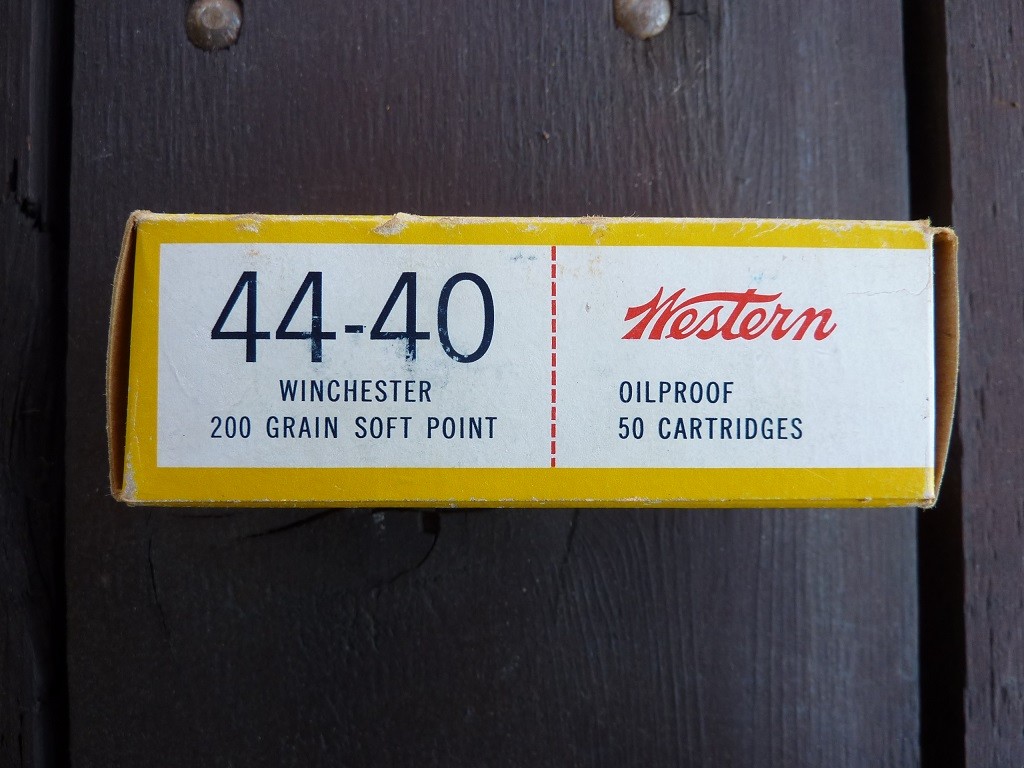 44-40
WINCHESTER
200 GRAIN SOFT POINT
Western
OILPROOF
50 CARTRIDGES